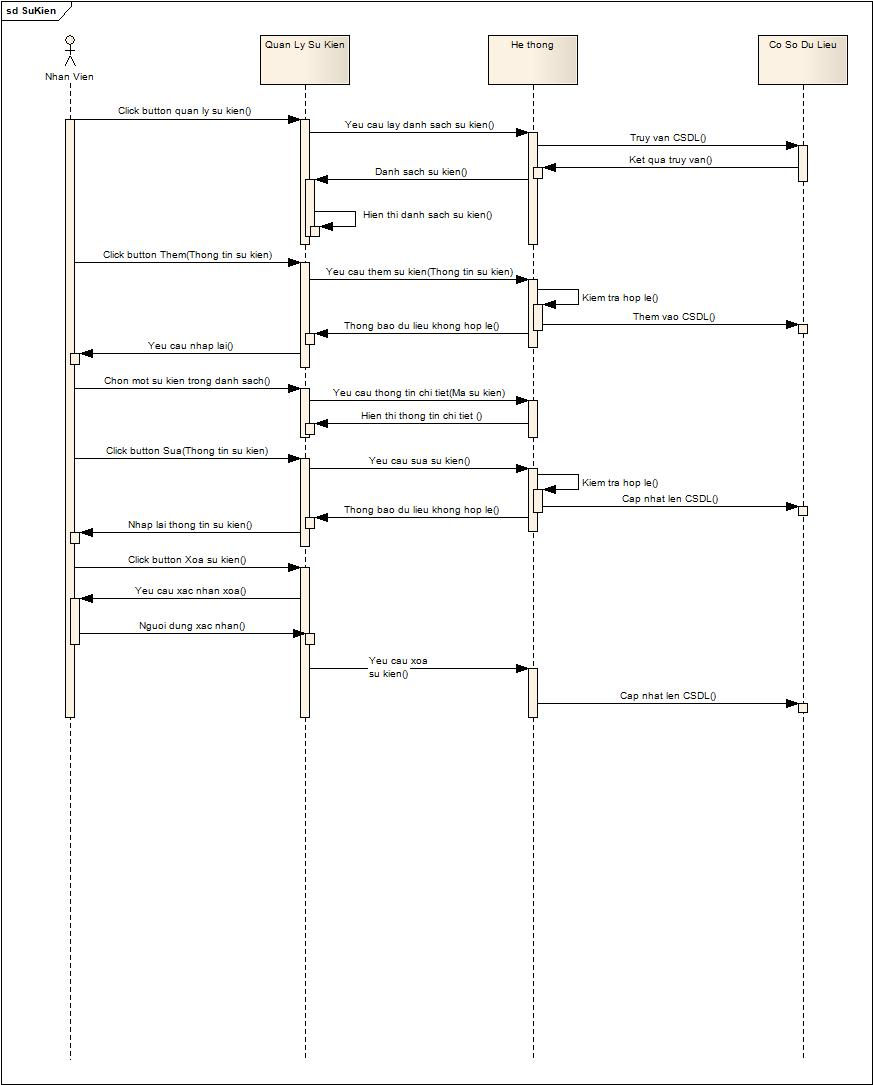 sd SuKien
Quan Ly Su Kien
He thong
Co So Du Lieu
Nhan Vien
Click button quan ly su kien()
Yeu cau lay danh sach su kien()
Truy van CSDL()
Ket qua truy van()
Danh sach su kien()
Hien thi danh sach su kien()
Click button Them(Thong tin su kien)
Yeu cau them su kien(Thong tin su kien)
Kiem tra hop le()
Them vao CSDL()
Thong bao du lieu khong hop le()
Yeu cau nhap lai()
Chon mot su kien trong danh sach()
Yeu cau thong tin chi tiet(Ma su kien)
Hien thi thong tin chi tiet ()
Click button Sua(Thong tin su kien)
Yeu cau sua su kien()
Kiem tra hop le()
Cap nhat len CSDL()
Thong bao du lieu khong hop le()
Nhap lai thong tin su kien()
Click button Xoa su kien()
Yeu cau xac nhan xoa()
Nguoi dung xac nhan()
Yeu cau xoa
su kien()
Cap nhat len CSDL()